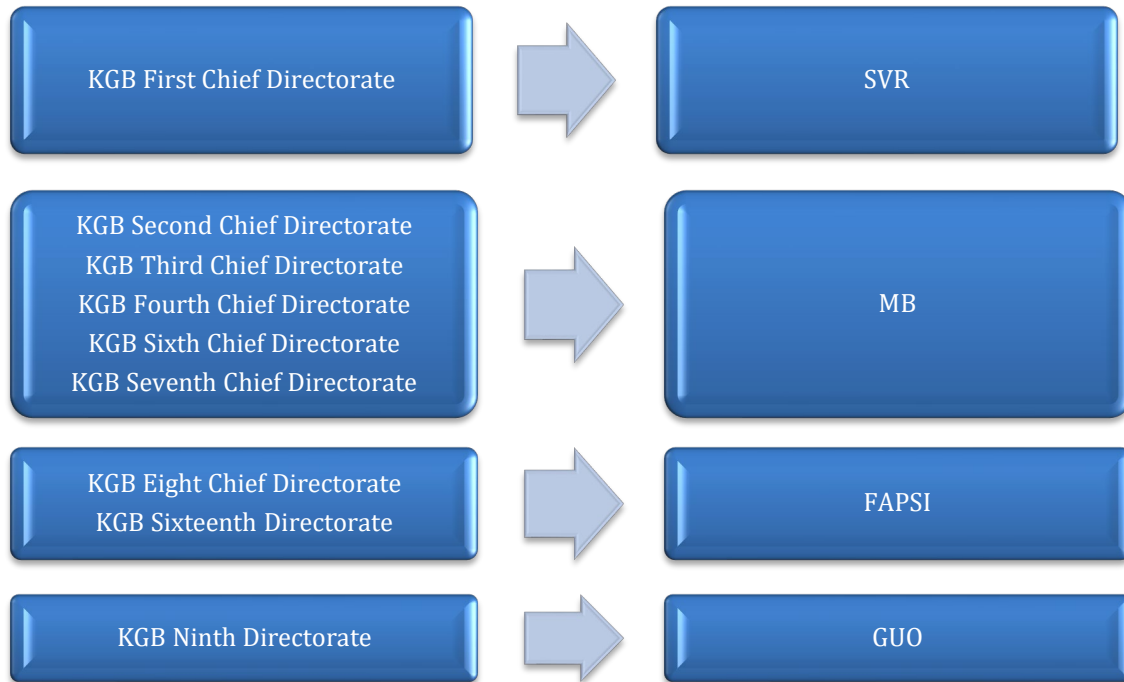 KGB First Chief Directorate
SVR
KGB Second Chief Directorate
KGB Third Chief Directorate
KGB Fourth Chief Directorate
KGB Sixth Chief Directorate
KGB Seventh Chief Directorate
MB
KGB Eight Chief Directorate
KGB Sixteenth Directorate
FAPSI
KGB Ninth Directorate
GUO